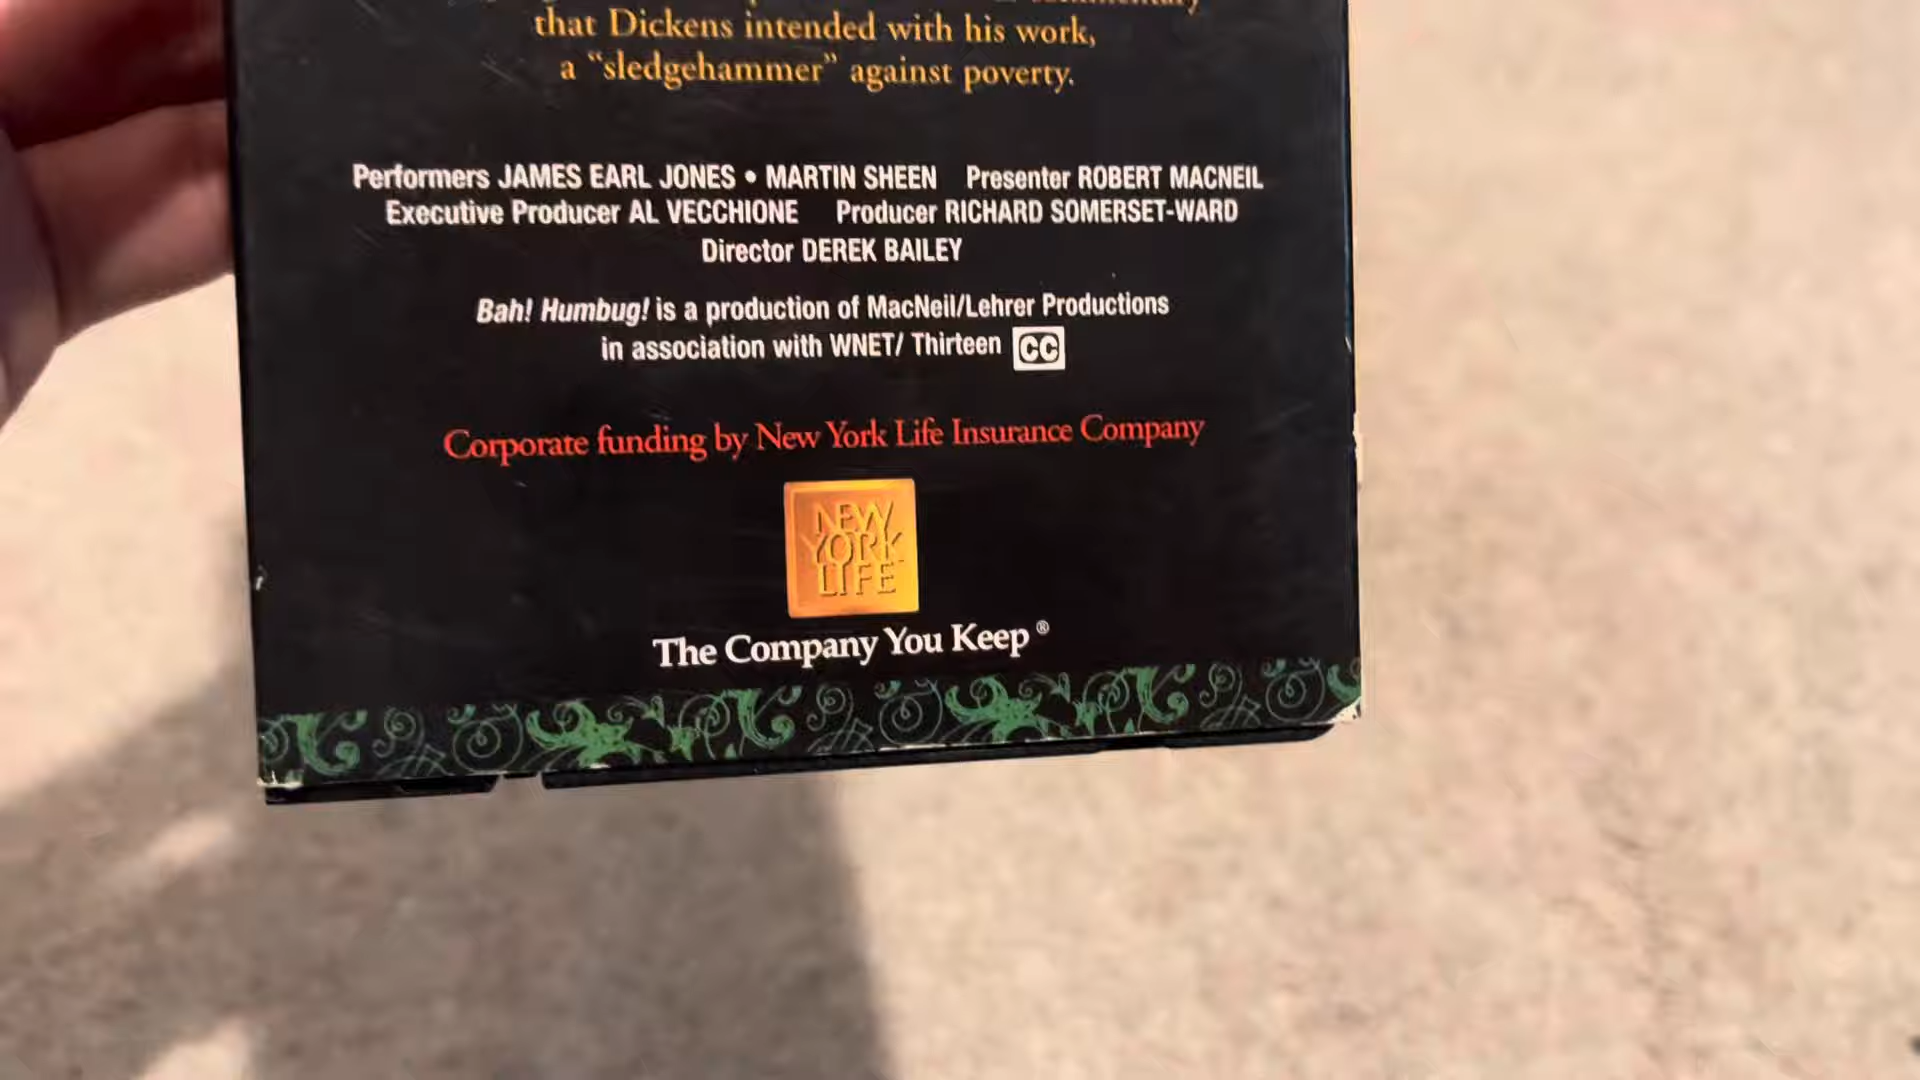 that Dickens intended with his work,
a “sledgehammer” against poverty.
Performers JAMES EARL JONES • MARTIN SHEEN Presenter ROBERT MACNEIL
Executive Producer AL VECCHIONE Producer RICHARD SOMERSET-WARD
Director DEREK BAILEY
Bah! Humbug! is a production of MacNeil/Lehrer Productions
in association with WNET/ Thirteen CC
Corporate funding by New York Life Insurance Company
NEW
YORK
LIFE
The Company You Keep ®